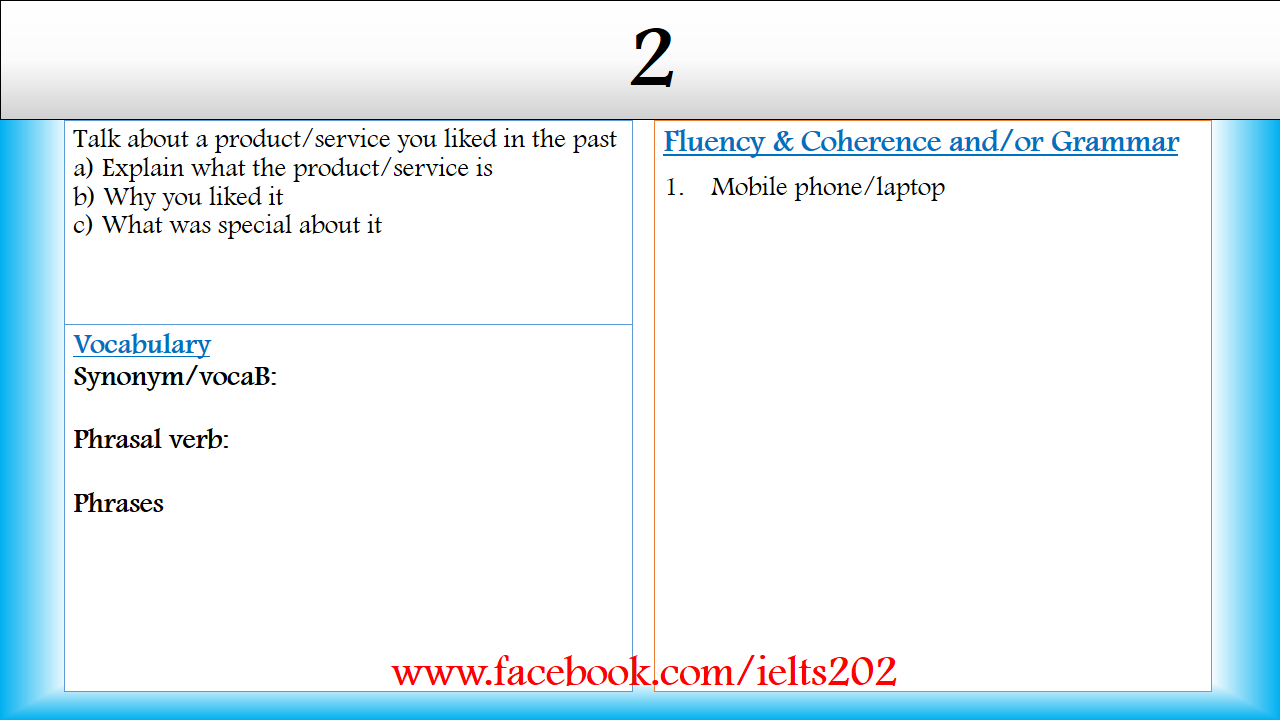 2
Talk about a product/service you liked in the past
a) Explain what the product/service is
b) Why you liked it
c) What was special about it
Vocabulary
Synonym/vocaB:
Phrasal verb:
Phrases
Fluency & Coherence and/or Grammar
1. Mobile phone/laptop
www.facebook.com/ielts202